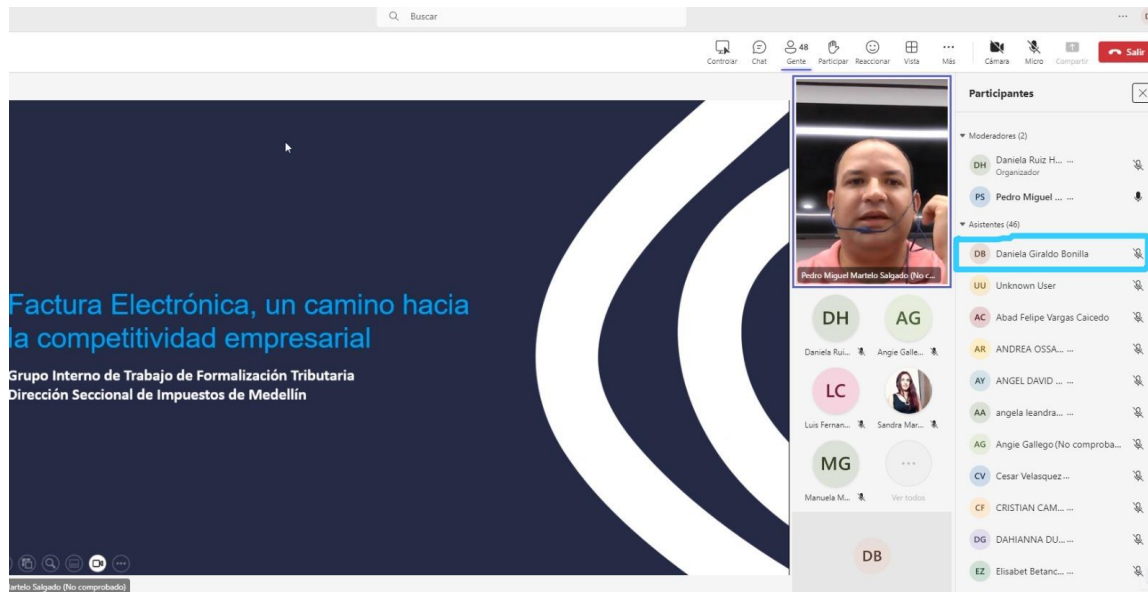 Buscar
...
Controlar
Chat
48
Gente
Participar
Reaccionar
Vista
...
Más
Cámara
Micro
Compartir
Salir
Factura Electrónica, un camino hacia
la competitividad empresarial
Grupo Interno de Trabajo de Formalización Tributaria
Dirección Seccional de Impuestos de Medellín
artelo Salgado (No comprobado)
Pedro Miguel Martelo Salgado (No c...
DH
Daniela Rui...
AG
Angie Galle...
LC
Luis Fernan...
Sandra Mar...
MG
Manuela M...
...
Ver todos
DB
Participantes
Moderadores (2)
DH Daniela Ruiz H... ...
Organizador
PS Pedro Miguel ... ...
Asistentes (46)
DB Daniela Giraldo Bonilla
UU Unknown User
AC Abad Felipe Vargas Caicedo
AR ANDREA OSSA... ...
AY ANGEL DAVID ... ...
AA angela leandra... ...
AG Angie Gallego (No comproba...
CV Cesar Velasquez ...
CF CRISTIAN CAM... ...
DG DAHIANNA DU... ...
EZ Elisabet Betanc... ...